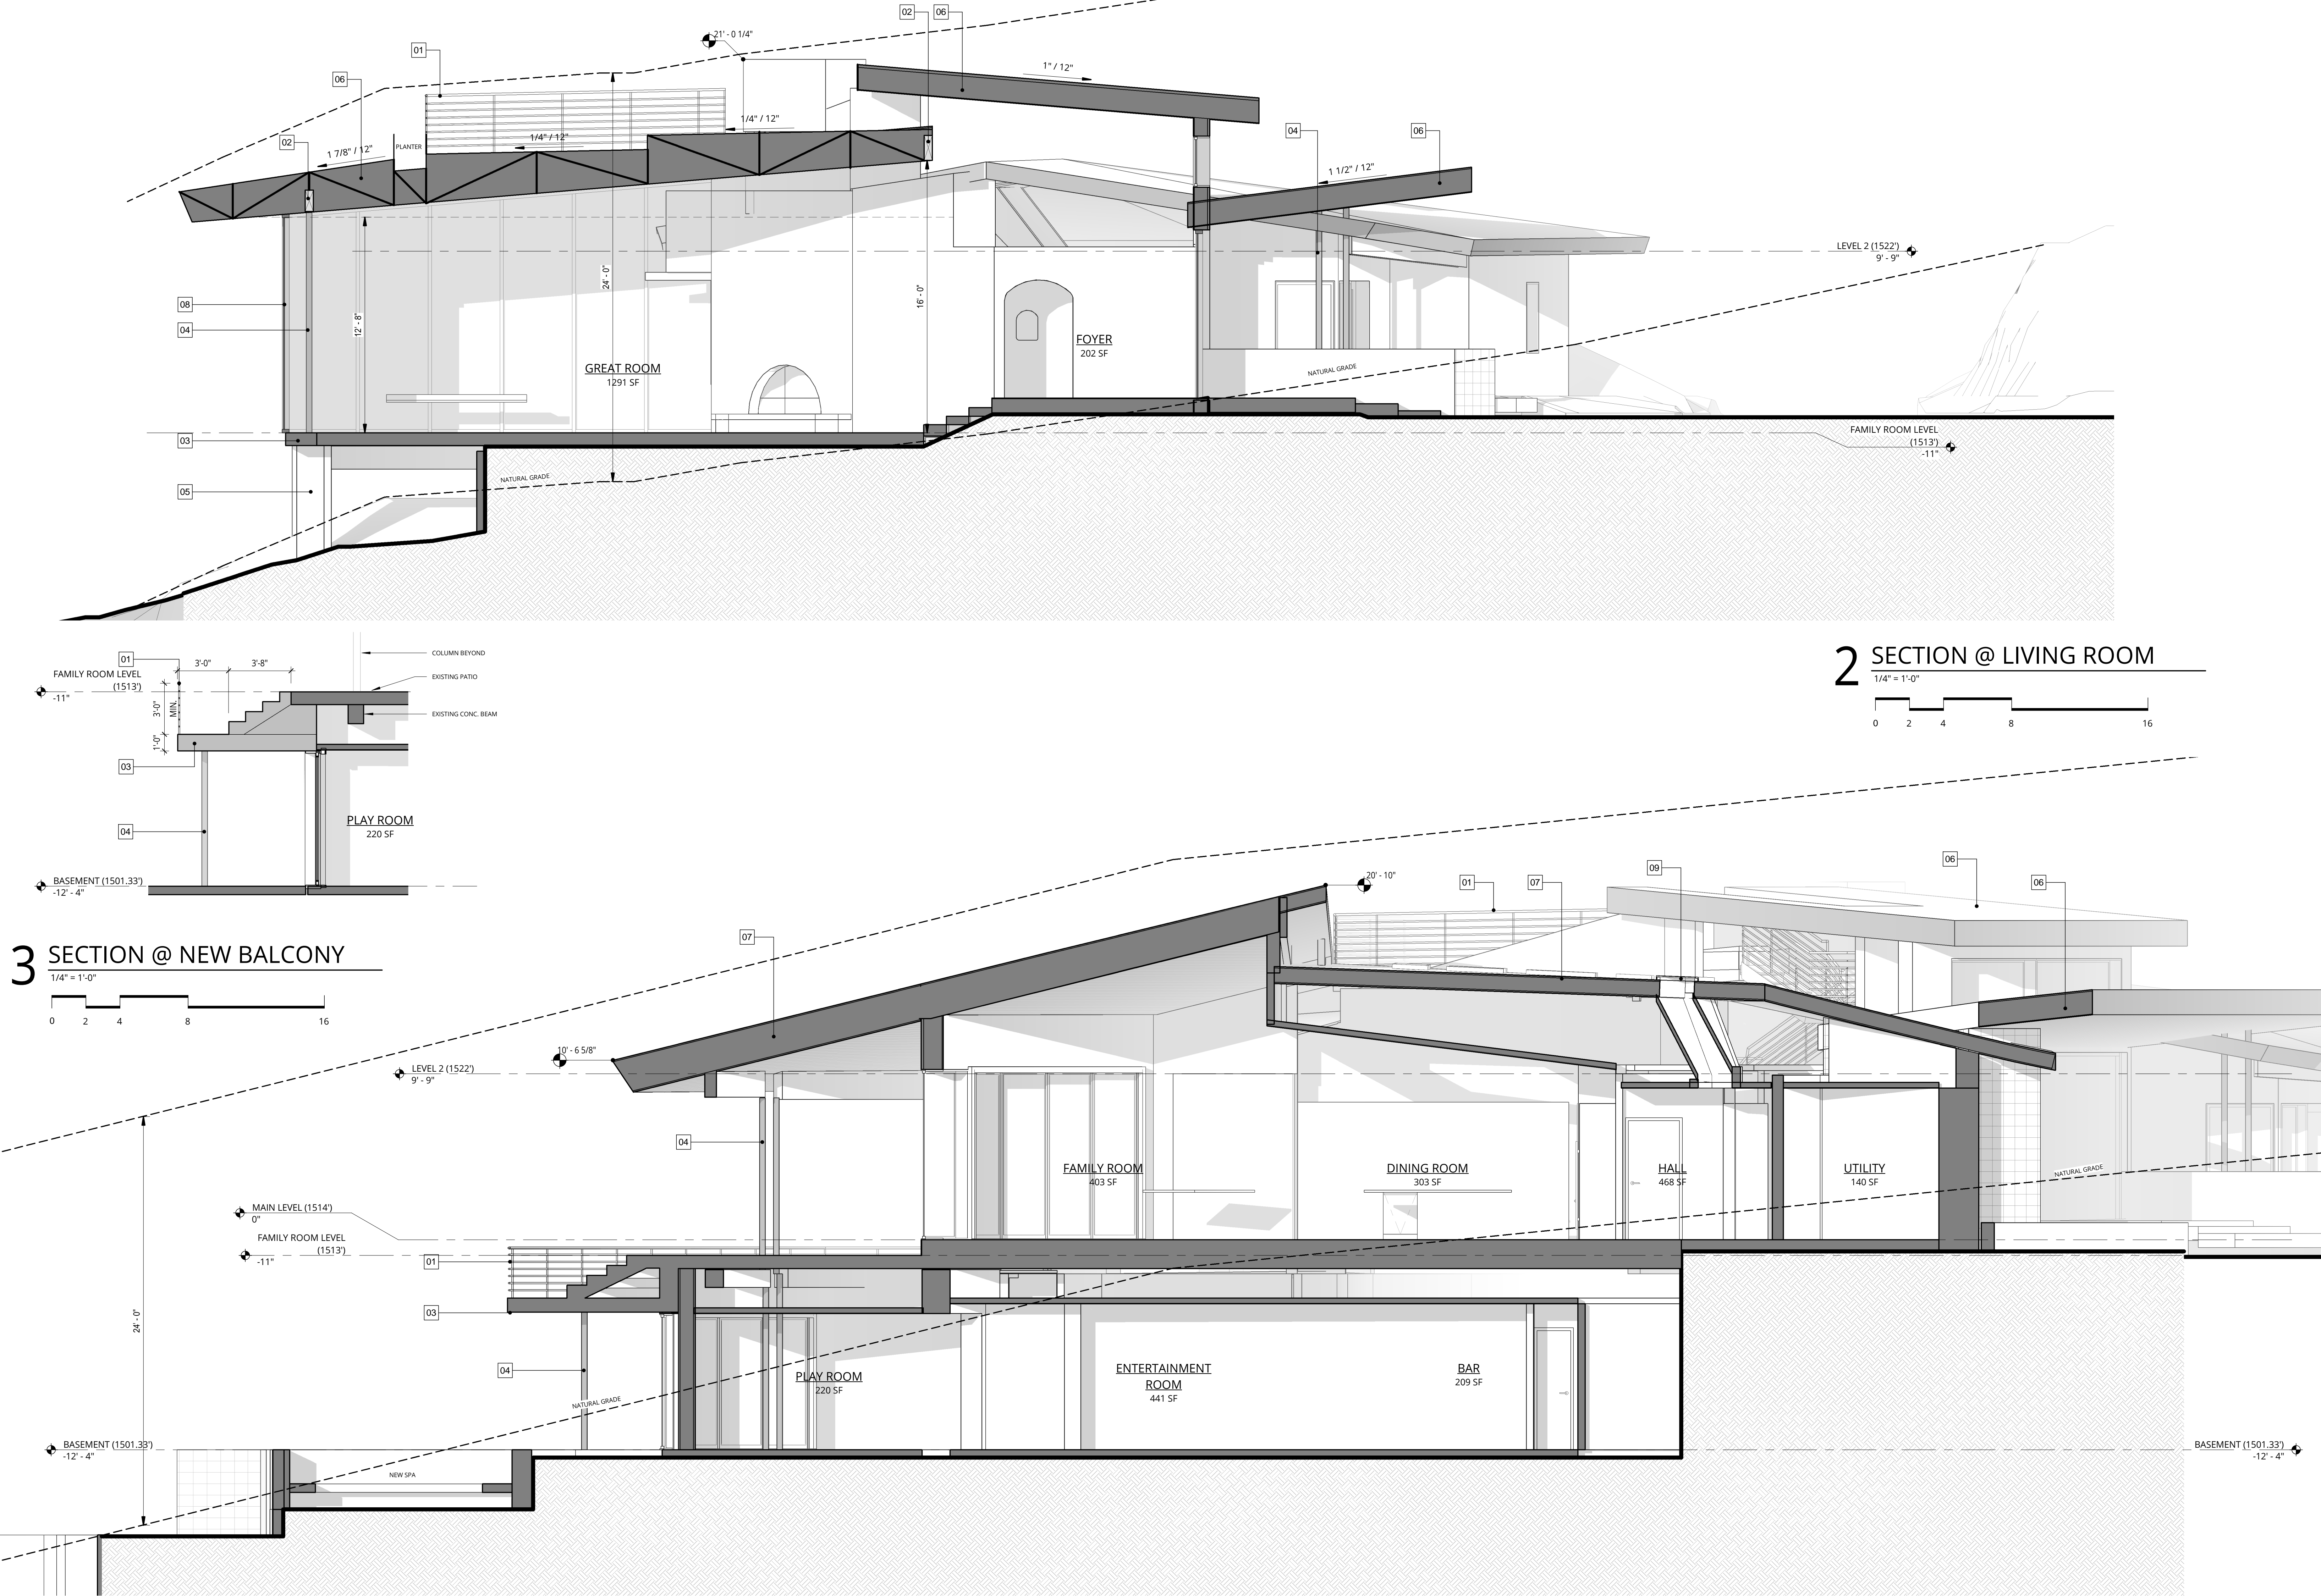 02
06
21' - 0 1/4"
01
1" / 12"
06
1/4" / 12"
04
06
02
1/4" / 12"
PLANTER
1 7/8" / 12"
1 1/2" / 12"
LEVEL 2 (1522')
9' - 9"
24' - 0"
16' - 0"
08
12' - 8"
04
FOYER
202 SF
GREAT ROOM
1291 SF
NATURAL GRADE
FAMILY ROOM LEVEL
(1513')
-11"
03
NATURAL GRADE
05
2
SECTION @ LIVING ROOM
1/4" = 1'-0"
0 2 4 8 16
01
3'-0"
3'-8"
COLUMN BEYOND
FAMILY ROOM LEVEL
(1513')
-11"
EXISTING PATIO
3'-0"
MIN.
EXISTING CONC. BEAM
1'-0"
03
04
PLAY ROOM
220 SF
BASEMENT (1501.33')
-12' - 4"
3
SECTION @ NEW BALCONY
1/4" = 1'-0"
0 2 4 8 16
20' - 10"
01
07
09
06
06
07
10' - 6 5/8"
LEVEL 2 (1522')
9' - 9"
04
FAMILY ROOM
403 SF
DINING ROOM
303 SF
HALL
468 SF
UTILITY
140 SF
NATURAL GRADE
MAIN LEVEL (1514')
0"
FAMILY ROOM LEVEL
(1513')
-11"
01
03
24' - 0"
04
PLAY ROOM
220 SF
ENTERTAINMENT
ROOM
441 SF
BAR
209 SF
NATURAL GRADE
BASEMENT (1501.33')
-12' - 4"
NEW SPA
BASEMENT (1501.33')
-12' - 4"